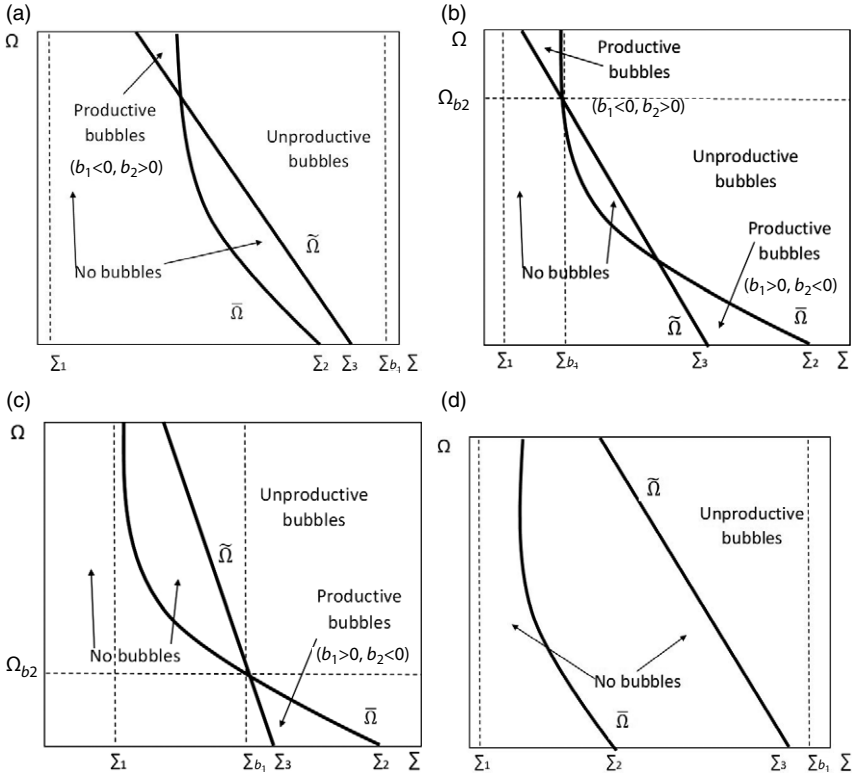 (a)
Ω
Productive
bubbles
(b₁<0, b₂>0)
Unproductive
bubbles
No bubbles
Ω̃
Ω̅
Σ₁
Σ₂
Σ₃
Σb₁
Σ
(b)
Ω
Productive
bubbles
Ωb2
(b₁<0, b₂>0)
Unproductive
bubbles
Productive
bubbles
No bubbles
(b₁>0, b₂<0)
Ω̃
Ω̅
Σ₁
Σb₁
Σ₃
Σ₂
Σ
(c)
Ω
Unproductive
bubbles
Ω̃
Productive
bubbles
No bubbles
(b₁>0, b₂<0)
Ωb2
Ω̅
Σ₁
Σb₁
Σ₃
Σ₂
Σ
(d)
Ω
Ω̃
Unproductive
bubbles
No bubbles
Ω̅
Σ₁
Σ₂
Σ₃
Σb₁
Σ